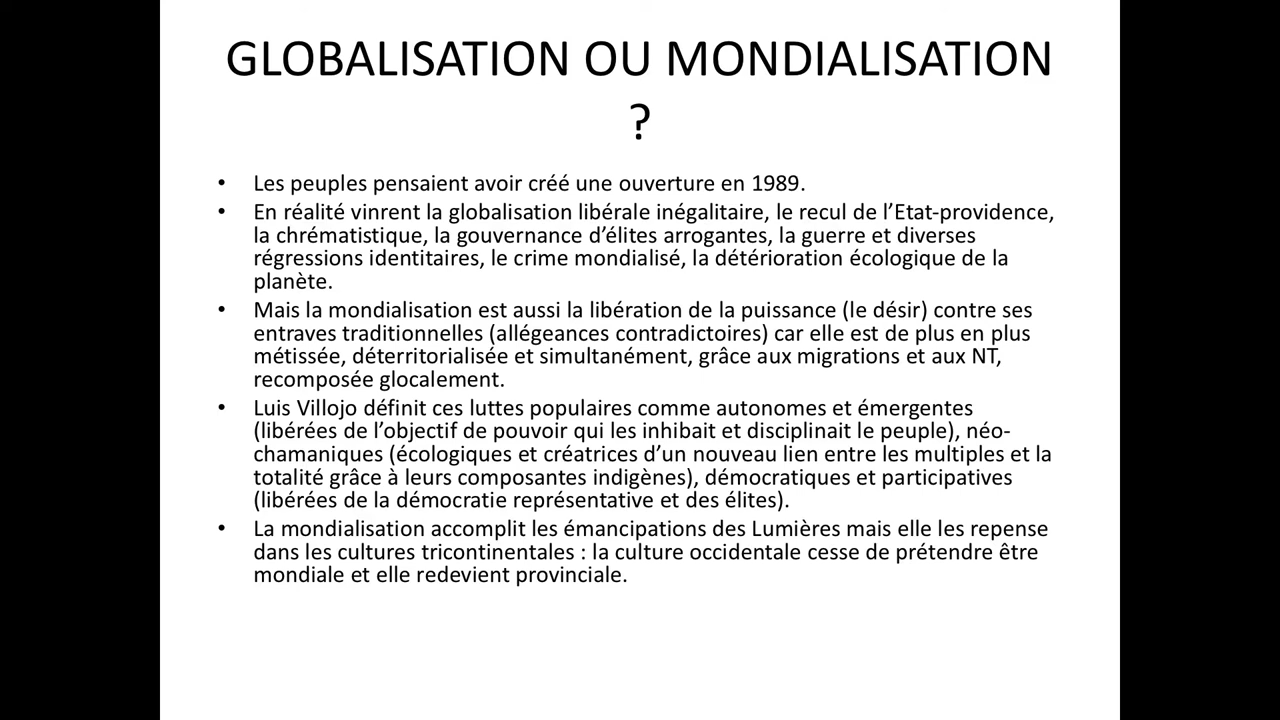 GLOBALISATION OU MONDIALISATION
?
• Les peuples pensaient avoir créé une ouverture en 1989.
• En réalité vinrent la globalisation libérale inégalitaire, le recul de l’Etat-providence,
la chrématistique, la gouvernance d’élites arrogantes, la guerre et diverses
régressions identitaires, le crime mondialisé, la détérioration écologique de la
planète.
• Mais la mondialisation est aussi la libération de la puissance (le désir) contre ses
entraves traditionnelles (allégeances contradictoires) car elle est de plus en plus
métissée, déterritorialisée et simultanément, grâce aux migrations et aux NT,
recomposée glocalement.
• Luis Villojo définit ces luttes populaires comme autonomes et émergentes
(libérées de l’objectif de pouvoir qui les inhibait et disciplinait le peuple), néo-
chamaniques (écologiques et créatrices d’un nouveau lien entre les multiples et la
totalité grâce à leurs composantes indigènes), démocratiques et participatives
(libérées de la démocratie représentative et des élites).
• La mondialisation accomplit les émancipations des Lumières mais elle les repense
dans les cultures tricontinentales : la culture occidentale cesse de prétendre être
mondiale et elle redevient provinciale.